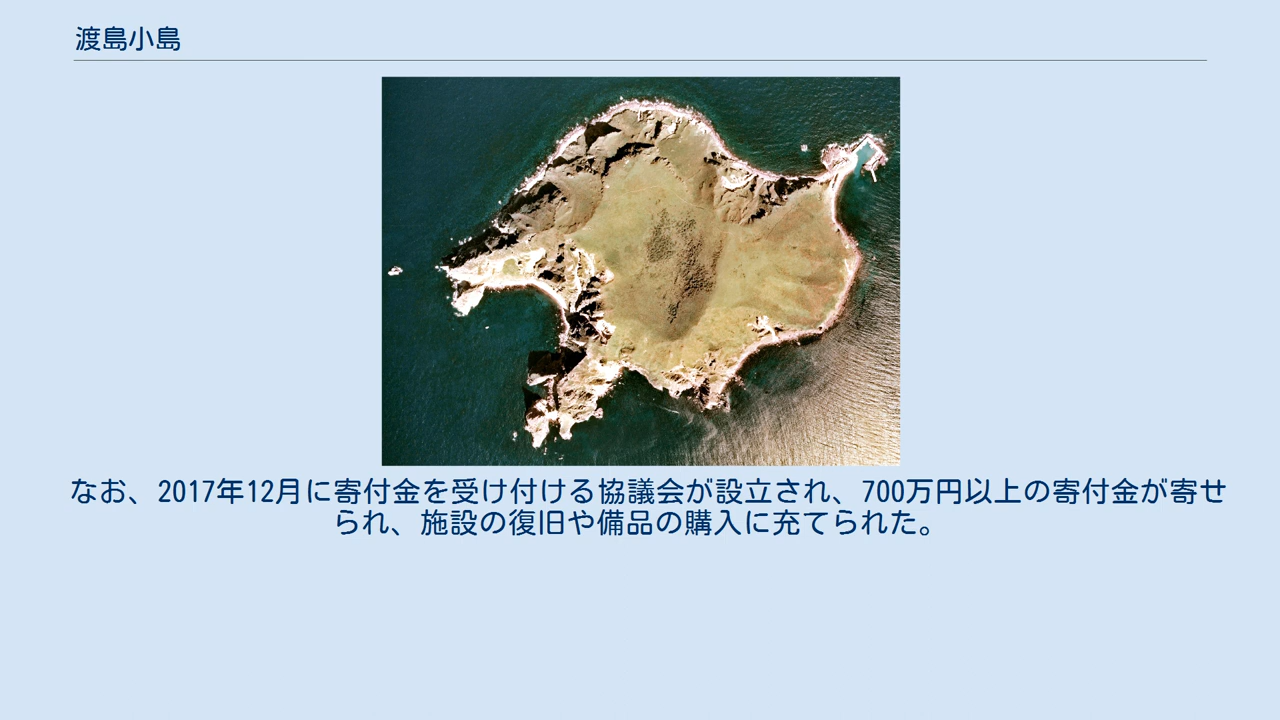 渡島小島
なお、2017年12月に寄付金を受け付ける協議会が設立され、700万円以上の寄付金が寄せ
られ、施設の復旧や備品の購入に充てられた。